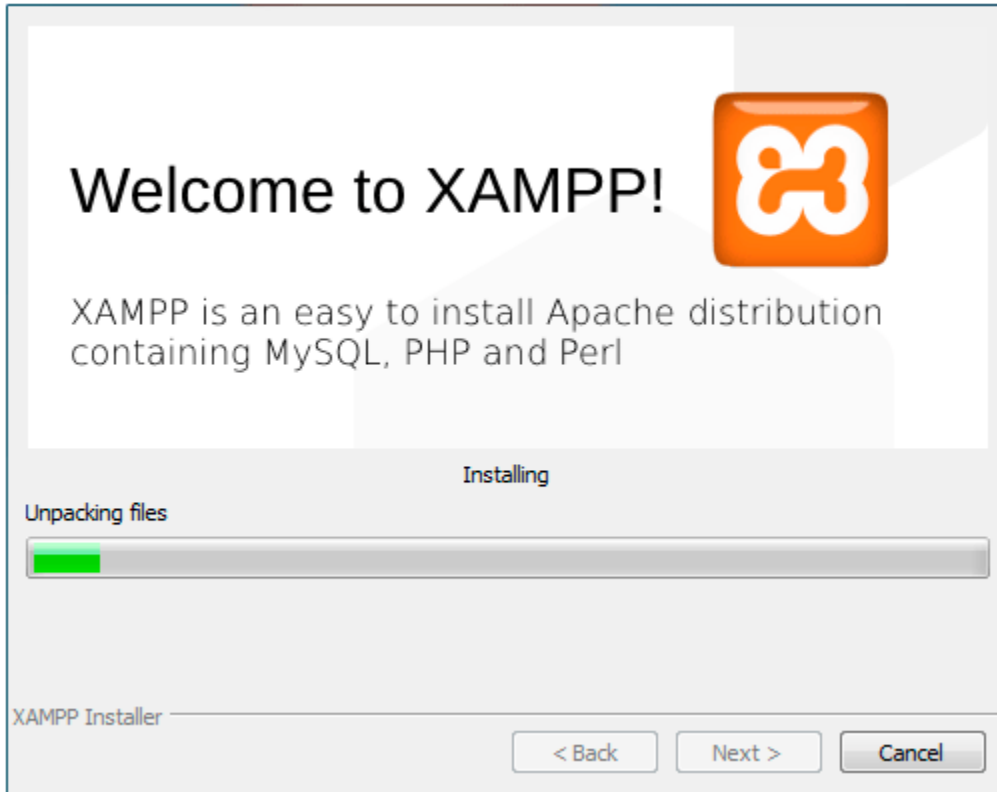 Welcome to XAMPP!
XAMPP is an easy to install Apache distribution
containing MySQL, PHP and Perl
Installing
Unpacking files
XAMPP Installer
< Back
Next >
Cancel